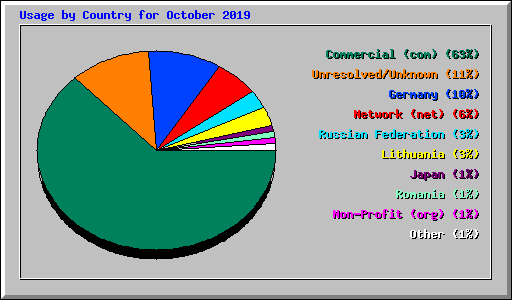 Usage by Country for October 2019
Commercial (com) (63%)
Unresolved/Unknown (11%)
Germany (10%)
Network (net) (6%)
Russian Federation (3%)
Lithuania (3%)
Japan (1%)
Romania (1%)
Non-Profit (org) (1%)
Other (1%)